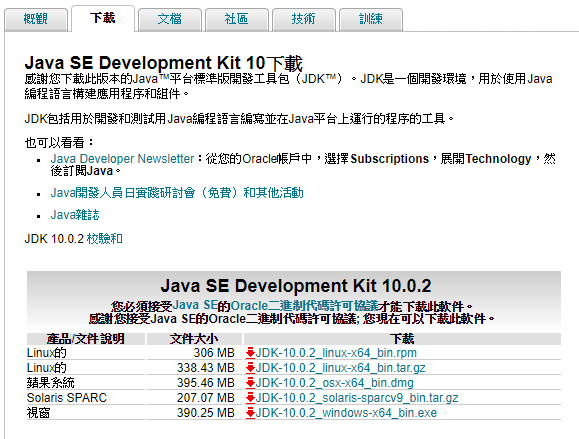 概觀 下載 文檔 社區 技術 訓練
Java SE Development Kit 10下載
感謝您下載此版本的Java™平台標準版開發工具包（JDK™）。JDK是一個開發環境，用於使用Java
編程語言構建應用程序和組件。
JDK包括用於開發和測試用Java編程語言編寫並在Java平台上運行的程序的工具。
也可以看看：
Java Developer Newsletter：從您的Oracle帳戶中，選擇Subscriptions，展開Technology，然
後訂閱Java。
Java開發人員日實踐研討會（免費）和其他活動
Java雜誌
JDK 10.0.2 校驗和
Java SE Development Kit 10.0.2
您必須接受Java SE的Oracle二進制代碼許可協議才能下載此軟件。
感謝您接受Java SE的Oracle二進制代碼許可協議; 您現在可以下載此軟件。
產品/文件說明 文件大小 下載
Linux的 306 MB JDK-10.0.2_linux-x64_bin.rpm
Linux的 338.43 MB JDK-10.0.2_linux-x64_bin.tar.gz
蘋果系統 395.46 MB JDK-10.0.2_osx-x64_bin.dmg
Solaris SPARC 207.07 MB JDK-10.0.2_solaris-sparcv9_bin.tar.gz
視窗 390.25 MB JDK-10.0.2_windows-x64_bin.exe